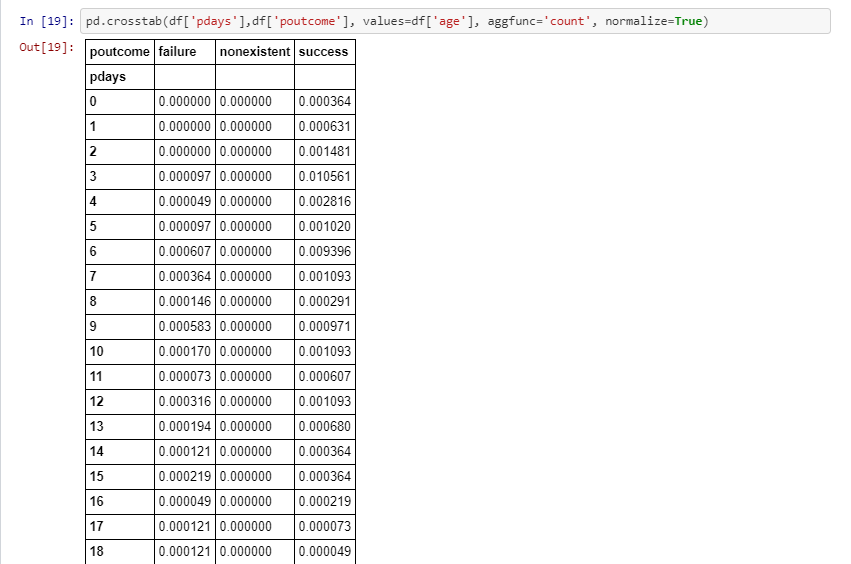 In [19]: pd.crosstab(df['pdays'],df['poutcome'], values=df['age'], aggfunc='count', normalize=True)
Out[19]:
poutcome failure nonexistent success
pdays
0 0.000000 0.000000 0.000364
1 0.000000 0.000000 0.000631
2 0.000000 0.000000 0.001481
3 0.000097 0.000000 0.010561
4 0.000049 0.000000 0.002816
5 0.000097 0.000000 0.001020
6 0.000607 0.000000 0.009396
7 0.000364 0.000000 0.001093
8 0.000146 0.000000 0.000291
9 0.000583 0.000000 0.000971
10 0.000170 0.000000 0.001093
11 0.000073 0.000000 0.000607
12 0.000316 0.000000 0.001093
13 0.000194 0.000000 0.000680
14 0.000121 0.000000 0.000364
15 0.000219 0.000000 0.000364
16 0.000049 0.000000 0.000219
17 0.000121 0.000000 0.000073
18 0.000121 0.000000 0.000049